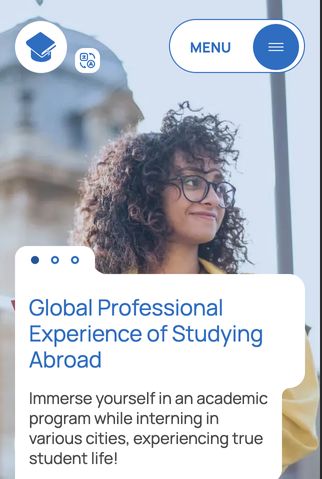 MENU
Global Professional
Experience of Studying
Abroad
Immerse yourself in an academic
program while interning in
various cities, experiencing true
student life!